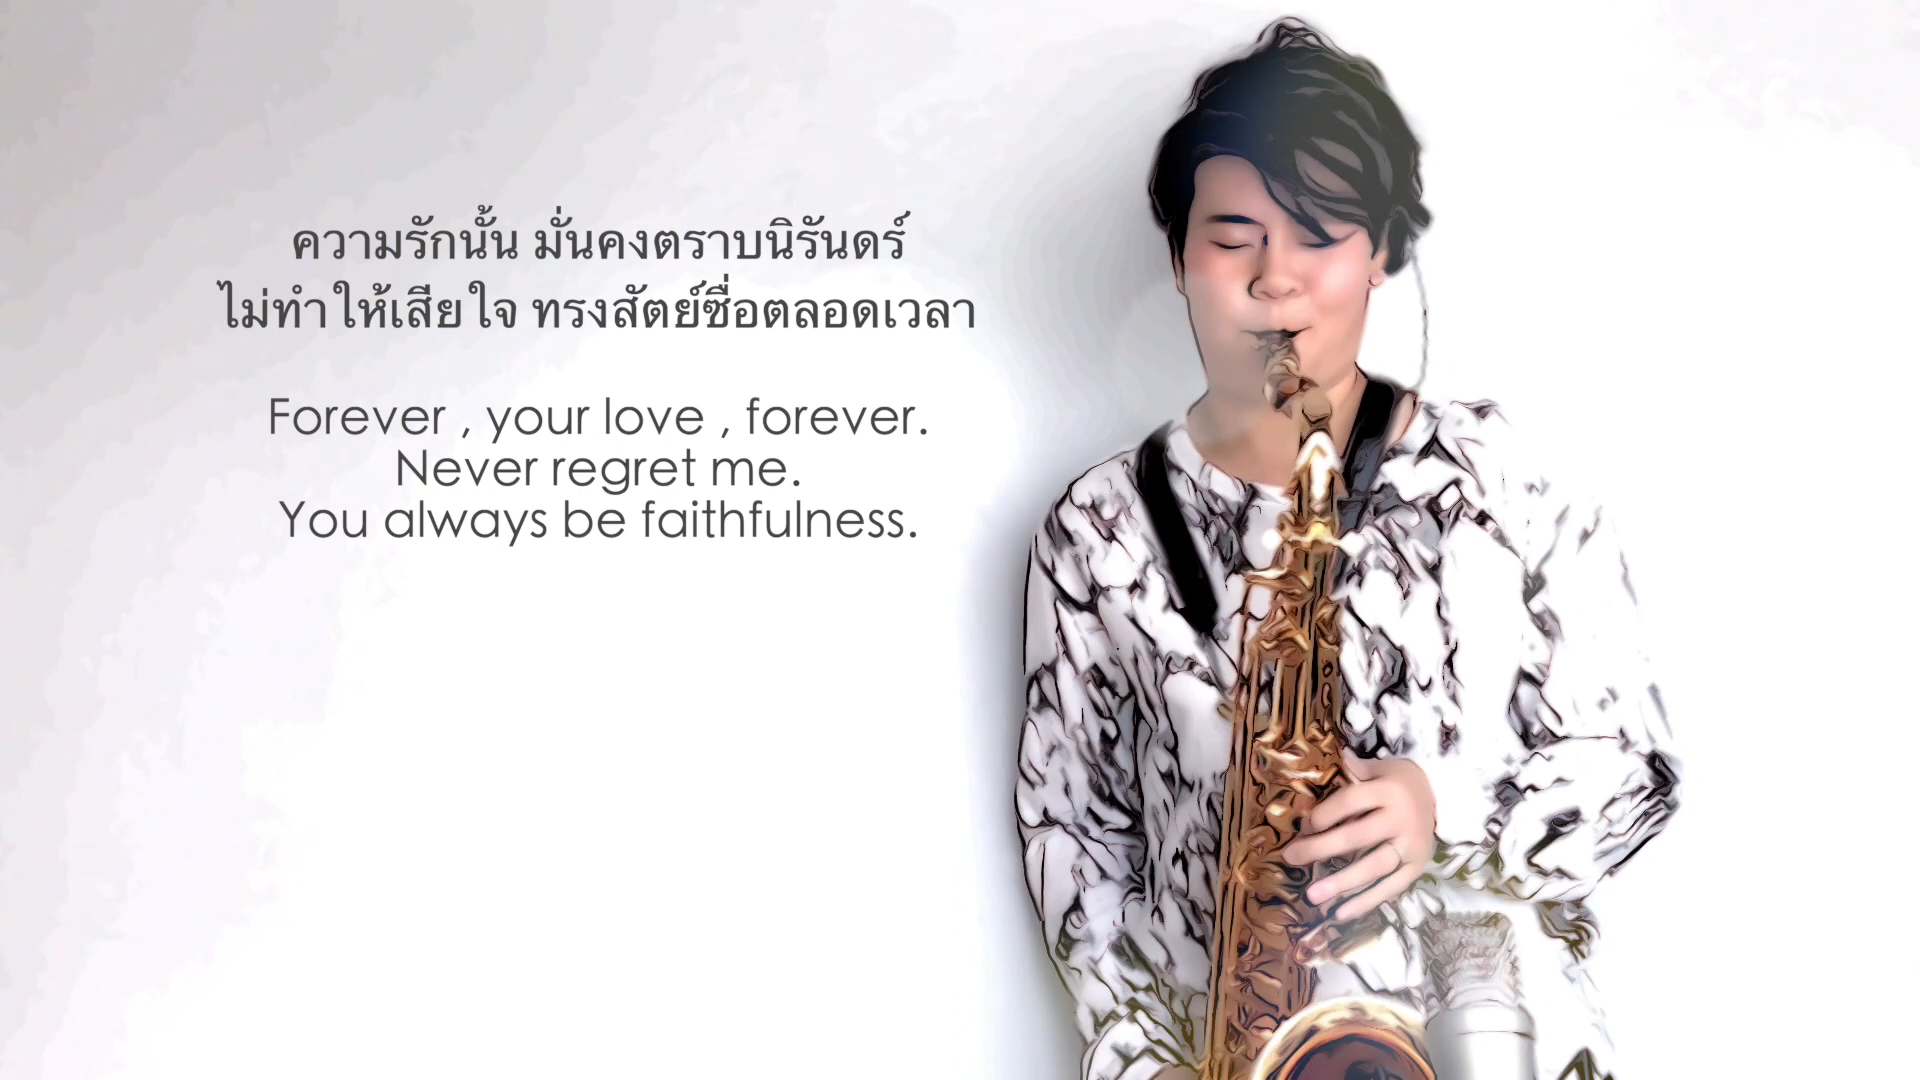 ความรักนั้น มั่นคงตราบนิรันดร์
ไม่ทำให้เสียใจ ทรงสัตย์ซื่อตลอดเวลา
Forever , your love , forever.
Never regret me.
You always be faithfulness.